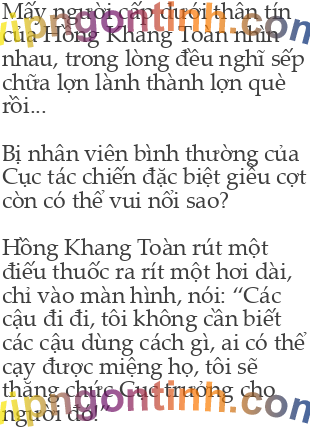 Mấy người cấp dưới thân tín
của Hồng Khang Toàn nhìn
nhau, trong lòng đều nghĩ sếp
chữa lợn lành thành lợn què
rồi...
Bị nhân viên bình thường của
Cục tác chiến đặc biệt giễu cợt
còn có thể vui nổi sao?
Hồng Khang Toàn rút một
điếu thuốc ra rít một hơi dài,
chỉ vào màn hình, nói: “Các
cậu đi đi, tôi không cần biết
các cậu dùng cách gì, ai có thể
cạy được miệng họ, tôi sẽ
thăng chức Cục trưởng cho
người đó!”